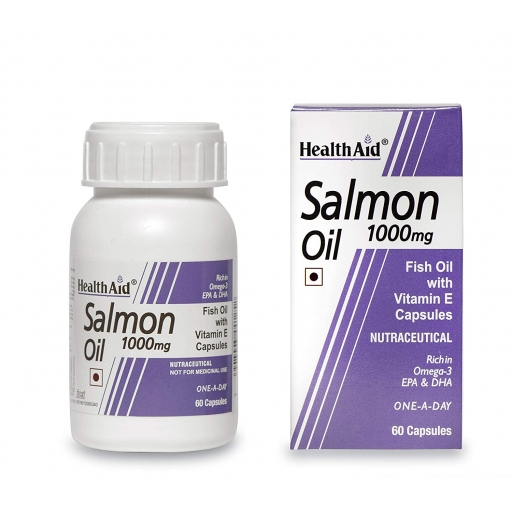 HealthAid®
Rich in
Omega-3
EPA & DHA
Salmon
Oil 1000mg
Fish Oil
with
Vitamin E
Capsules
NUTRACEUTICAL
NOT FOR MEDICINAL USE
ONE-A-DAY
60 Capsules
HealthAid®
Salmon
Oil 1000mg
Fish Oil
with
Vitamin E
Capsules
NUTRACEUTICAL
Rich in
Omega-3
EPA & DHA
ONE-A-DAY
60 Capsules